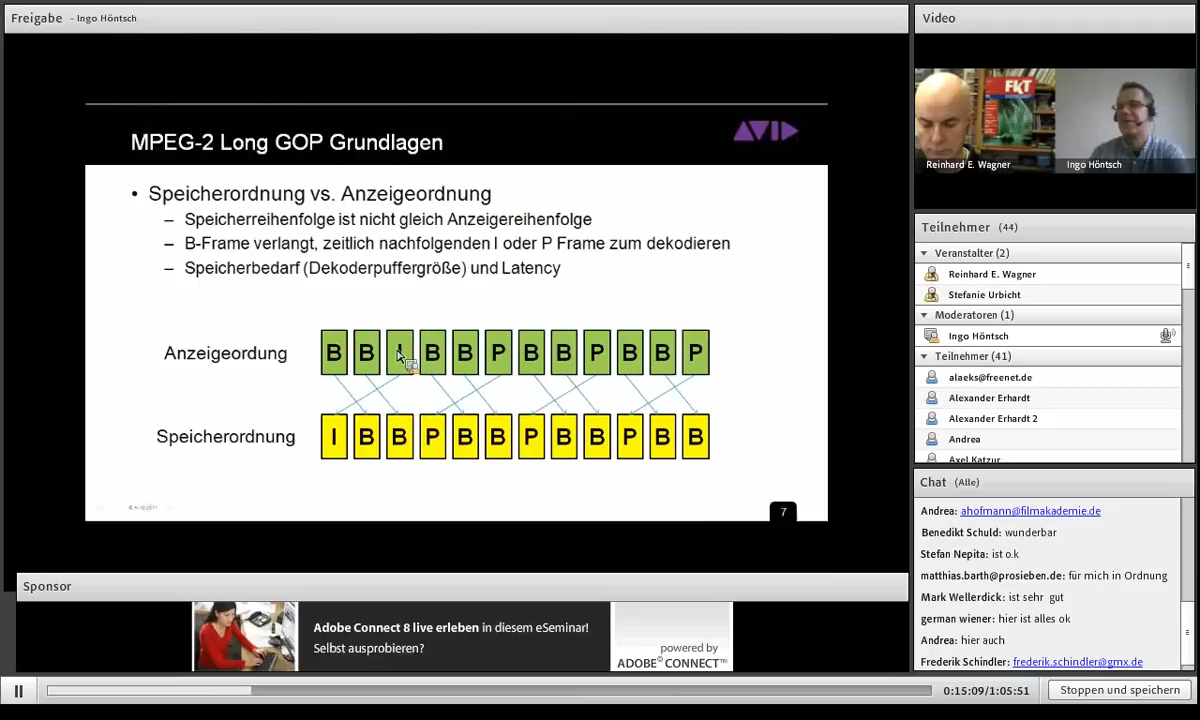 Freigabe - Ingo Höntsch
AVID
MPEG-2 Long GOP Grundlagen
• Speicherordnung vs. Anzeigeordnung
– Speicherreihenfolge ist nicht gleich Anzeigereihenfolge
– B-Frame verlangt, zeitlich nachfolgenden I oder P Frame zum dekodieren
– Speicherbedarf (Dekoderpuffergröße) und Latency
Anzeigeordung B B I B B P B B P B B P
Speicherordnung I B B P B B P B B P B B
7
Sponsor
Adobe Connect 8 live erleben in diesem eSeminar!
Selbst ausprobieren?
powered by
ADOBE® CONNECT™
0:15:09/1:05:51
Stoppen und speichern
Video
FKT
Reinhard E. Wagner
Ingo Höntsch
Teilnehmer (44)
Veranstalter (2)
Reinhard E. Wagner
Stefanie Urbicht
Moderatoren (1)
Ingo Höntsch
Teilnehmer (41)
alaeks@freenet.de
Alexander Erhardt
Alexander Erhardt 2
Andrea
Axel Katzur
Chat (Alle)
Andrea: ahofmann@filmakademie.de
Benedikt Schuld: wunderbar
Stefan Nepita: ist o.k
matthias.barth@prosieben.de: für mich in Ordnung
Mark Wellerdick: ist sehr gut
german wiener: hier ist alles ok
Andrea: hier auch
Frederik Schindler: frederik.schindler@gmx.de